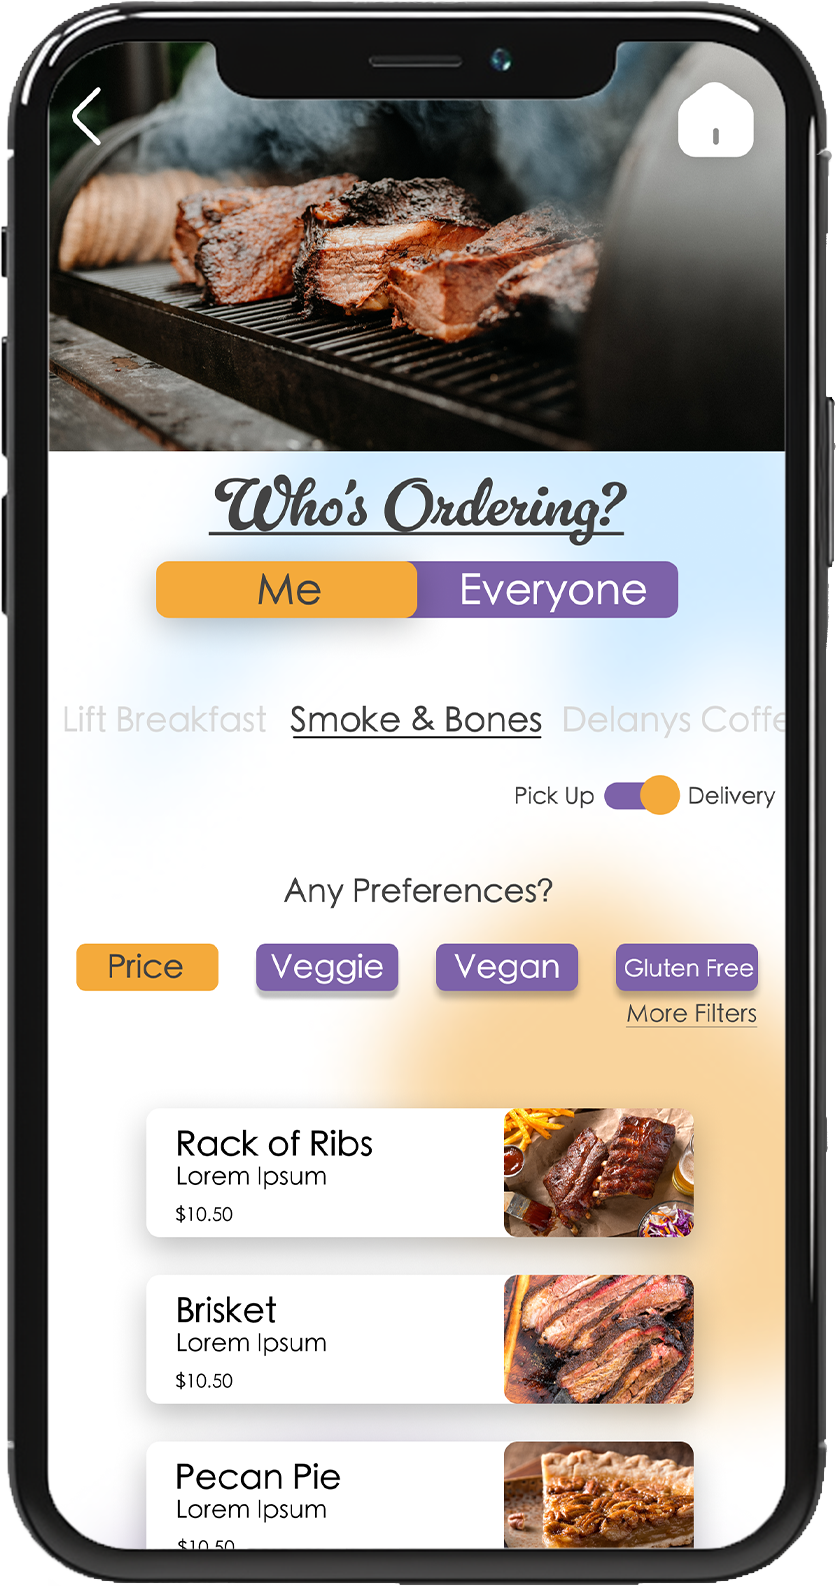 Who's Ordering?
Me Everyone
Lift Breakfast Smoke & Bones Delanys Coffe
Pick Up Delivery
Any Preferences?
Price Veggie Vegan Gluten Free
More Filters
Rack of Ribs
Lorem Ipsum
$10.50
Brisket
Lorem Ipsum
$10.50
Pecan Pie
Lorem Ipsum
$10.50